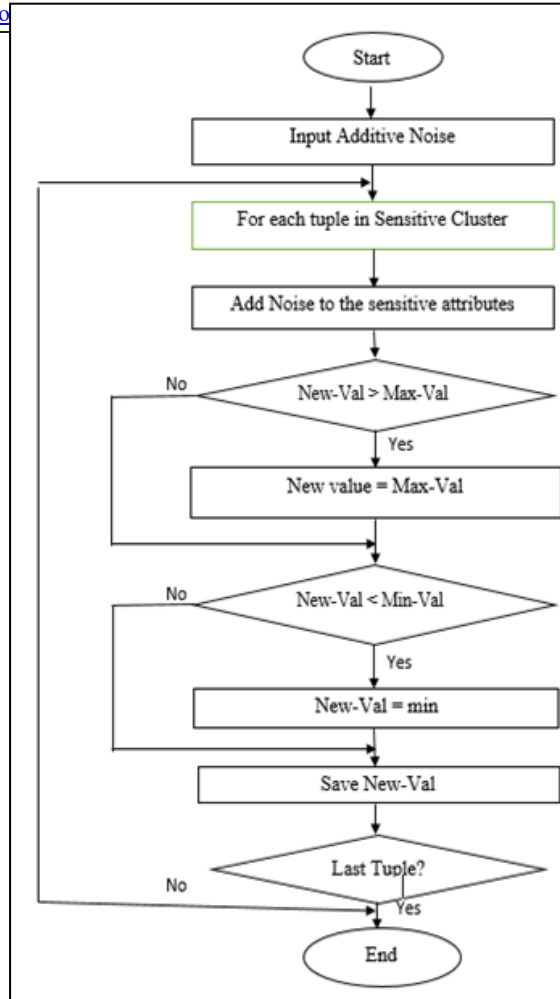 Start
Input Additive Noise
For each tuple in Sensitive Cluster
Add Noise to the sensitive attributes
No
New-Val > Max-Val
Yes
New value = Max-Val
No
New-Val < Min-Val
Yes
New-Val = min
Save New-Val
Last Tuple?
No
Yes
End